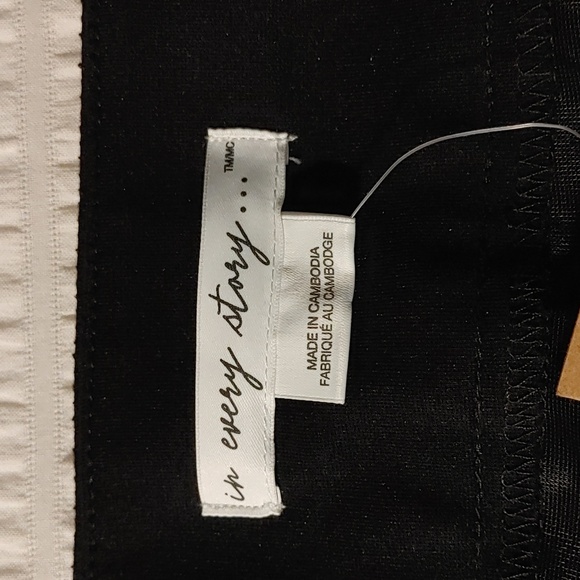 in every story... TM/MC
MADE IN CAMBODIA
FABRIQUÉ AU CAMBODGE